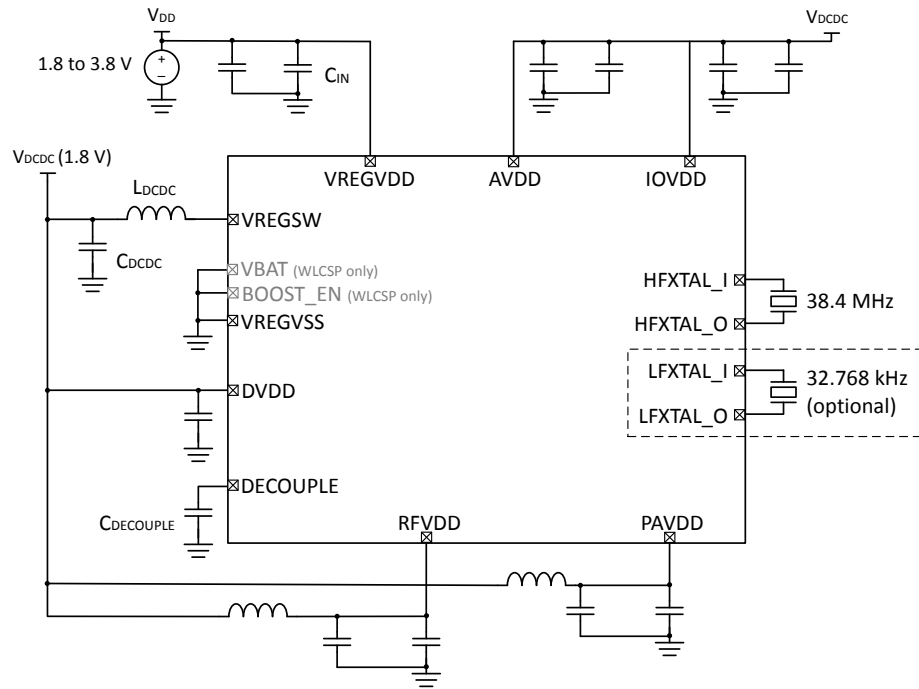 VDD
VDCDC
1.8 to 3.8 V
+
–
CIN
VDCDC (1.8 V)
VREGVDD
AVDD
IOVDD
LDCDC
VREGSW
CDCDC
VBAT (WLCSP only)
HFXTAL_I
BOOST_EN (WLCSP only)
38.4 MHz
VREGVSS
HFXTAL_O
LFXTAL_I
32.768 kHz
DVDD
(optional)
LFXTAL_O
DECOUPLE
CDECOUPLE
RFVDD
PAVDD